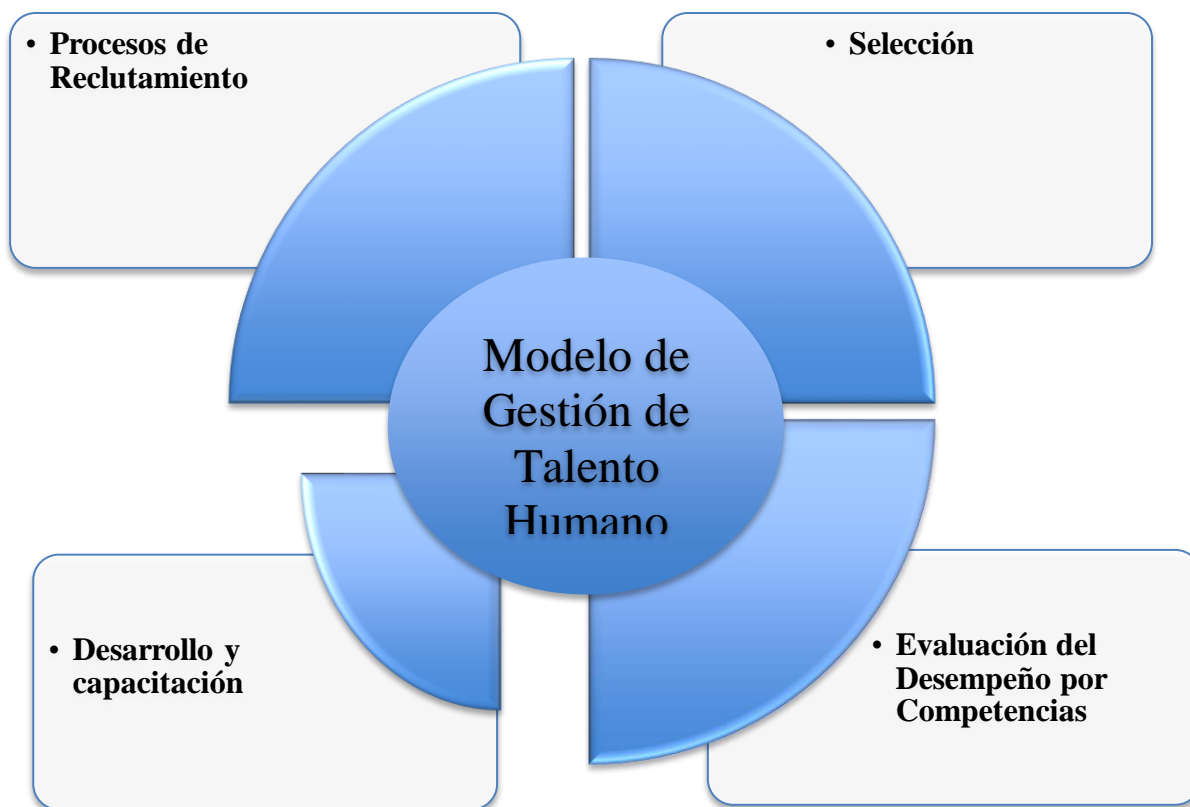 • Procesos de
Reclutamiento
• Selección
Modelo de
Gestión de
Talento
Humano
• Desarrollo y
capacitación
• Evaluación del
Desempeño por
Competencias